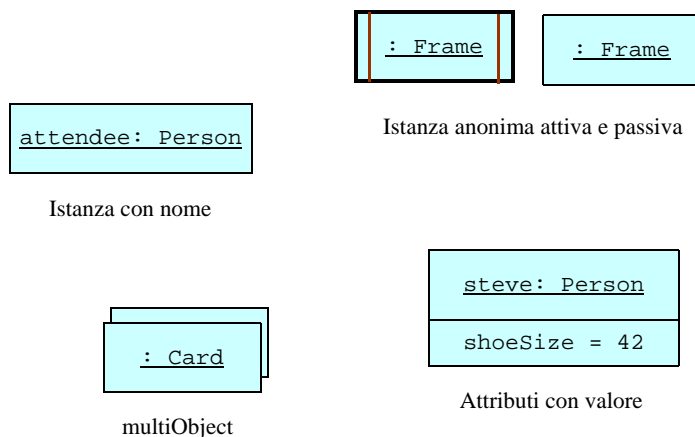 : Frame
: Frame
Istanza anonima attiva e passiva
attendee: Person
Istanza con nome
steve: Person
shoeSize = 42
Attributi con valore
: Card
multiObject